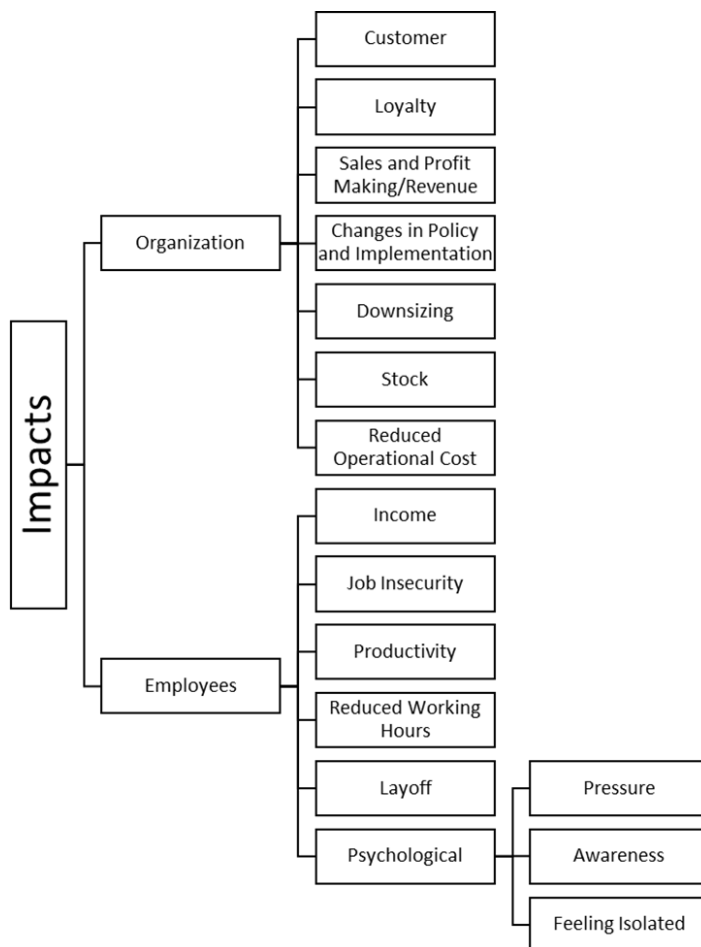 Impacts
Organization
Customer
Loyalty
Sales and Profit
Making/Revenue
Changes in Policy
and Implementation
Downsizing
Stock
Reduced
Operational Cost
Employees
Income
Job Insecurity
Productivity
Reduced Working
Hours
Layoff
Psychological
Pressure
Awareness
Feeling Isolated